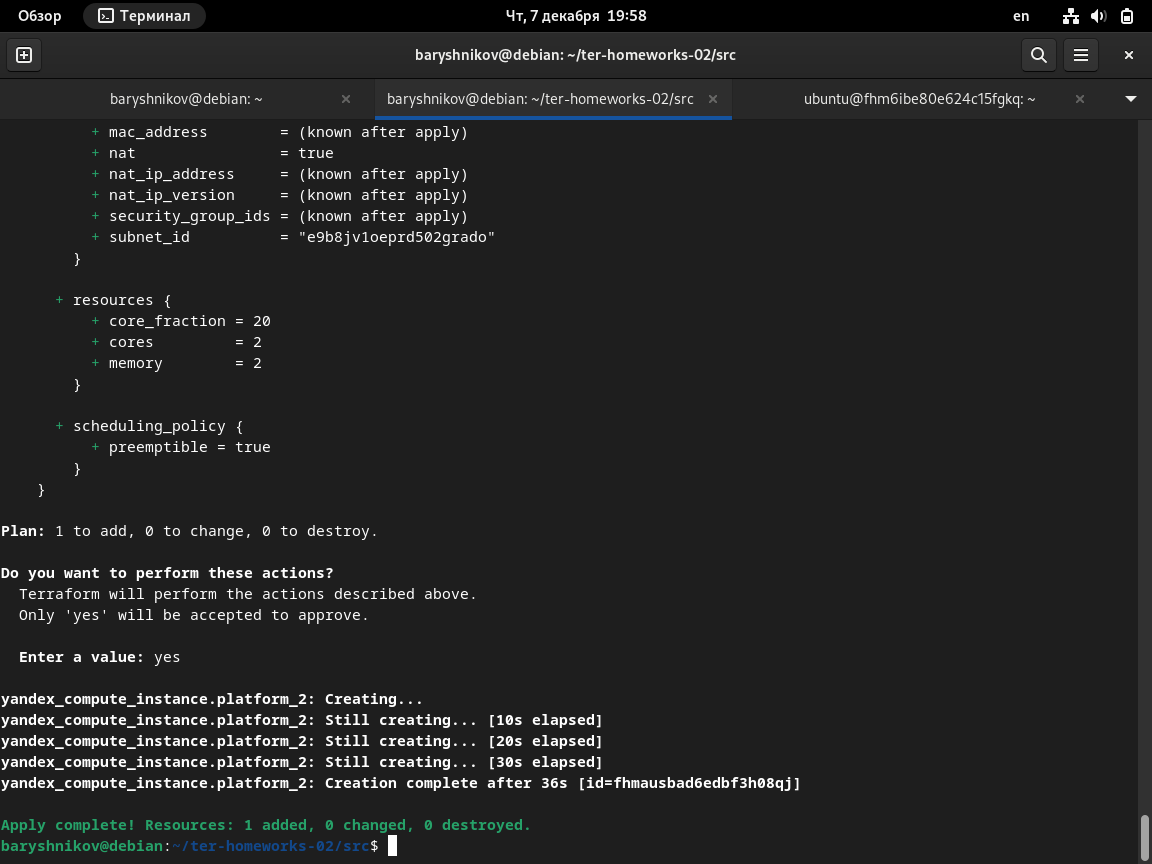 Обзор Терминал Чт, 7 декабря 19:58 en
baryshnikov@debian: ~/ter-homeworks-02/src
baryshnikov@debian: ~ baryshnikov@debian: ~/ter-homeworks-02/src ubuntu@fhm6ibe80e624c15fgkq: ~
+ mac_address = (known after apply)
+ nat = true
+ nat_ip_address = (known after apply)
+ nat_ip_version = (known after apply)
+ security_group_ids = (known after apply)
+ subnet_id = "e9b8jv1oeprd502grado"
}
+ resources {
+ core_fraction = 20
+ cores = 2
+ memory = 2
}
+ scheduling_policy {
+ preemptible = true
}
}
Plan: 1 to add, 0 to change, 0 to destroy.
Do you want to perform these actions?
Terraform will perform the actions described above.
Only 'yes' will be accepted to approve.
Enter a value: yes
yandex_compute_instance.platform_2: Creating...
yandex_compute_instance.platform_2: Still creating... [10s elapsed]
yandex_compute_instance.platform_2: Still creating... [20s elapsed]
yandex_compute_instance.platform_2: Still creating... [30s elapsed]
yandex_compute_instance.platform_2: Creation complete after 36s [id=fhmausbad6edbf3h08qj]
Apply complete! Resources: 1 added, 0 changed, 0 destroyed.
baryshnikov@debian:~/ter-homeworks-02/src$